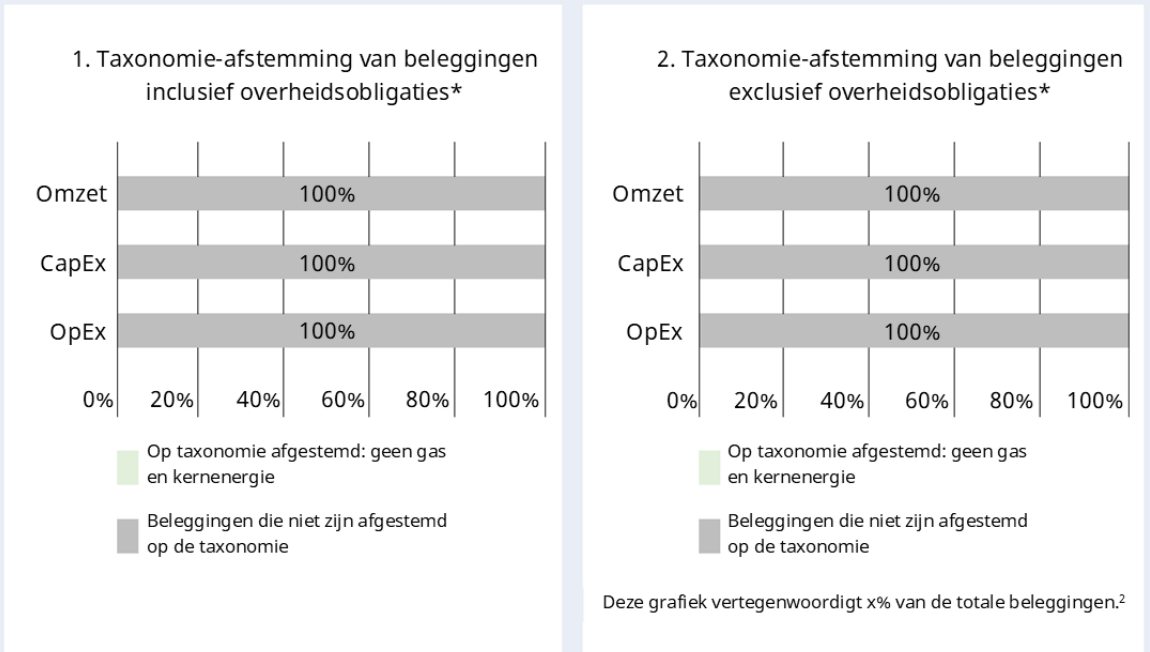 1. Taxonomie-afstemming van beleggingen
inclusief overheidsobligaties*
Omzet
100%
CapEx
100%
OpEx
100%
0% 20% 40% 60% 80% 100%
Op taxonomie afgestemd: geen gas
en kernenergie
Beleggingen die niet zijn afgestemd
op de taxonomie
2. Taxonomie-afstemming van beleggingen
exclusief overheidsobligaties*
Omzet
100%
CapEx
100%
OpEx
100%
0% 20% 40% 60% 80% 100%
Op taxonomie afgestemd: geen gas
en kernenergie
Beleggingen die niet zijn afgestemd
op de taxonomie
Deze grafiek vertegenwoordigt x% van de totale beleggingen.²